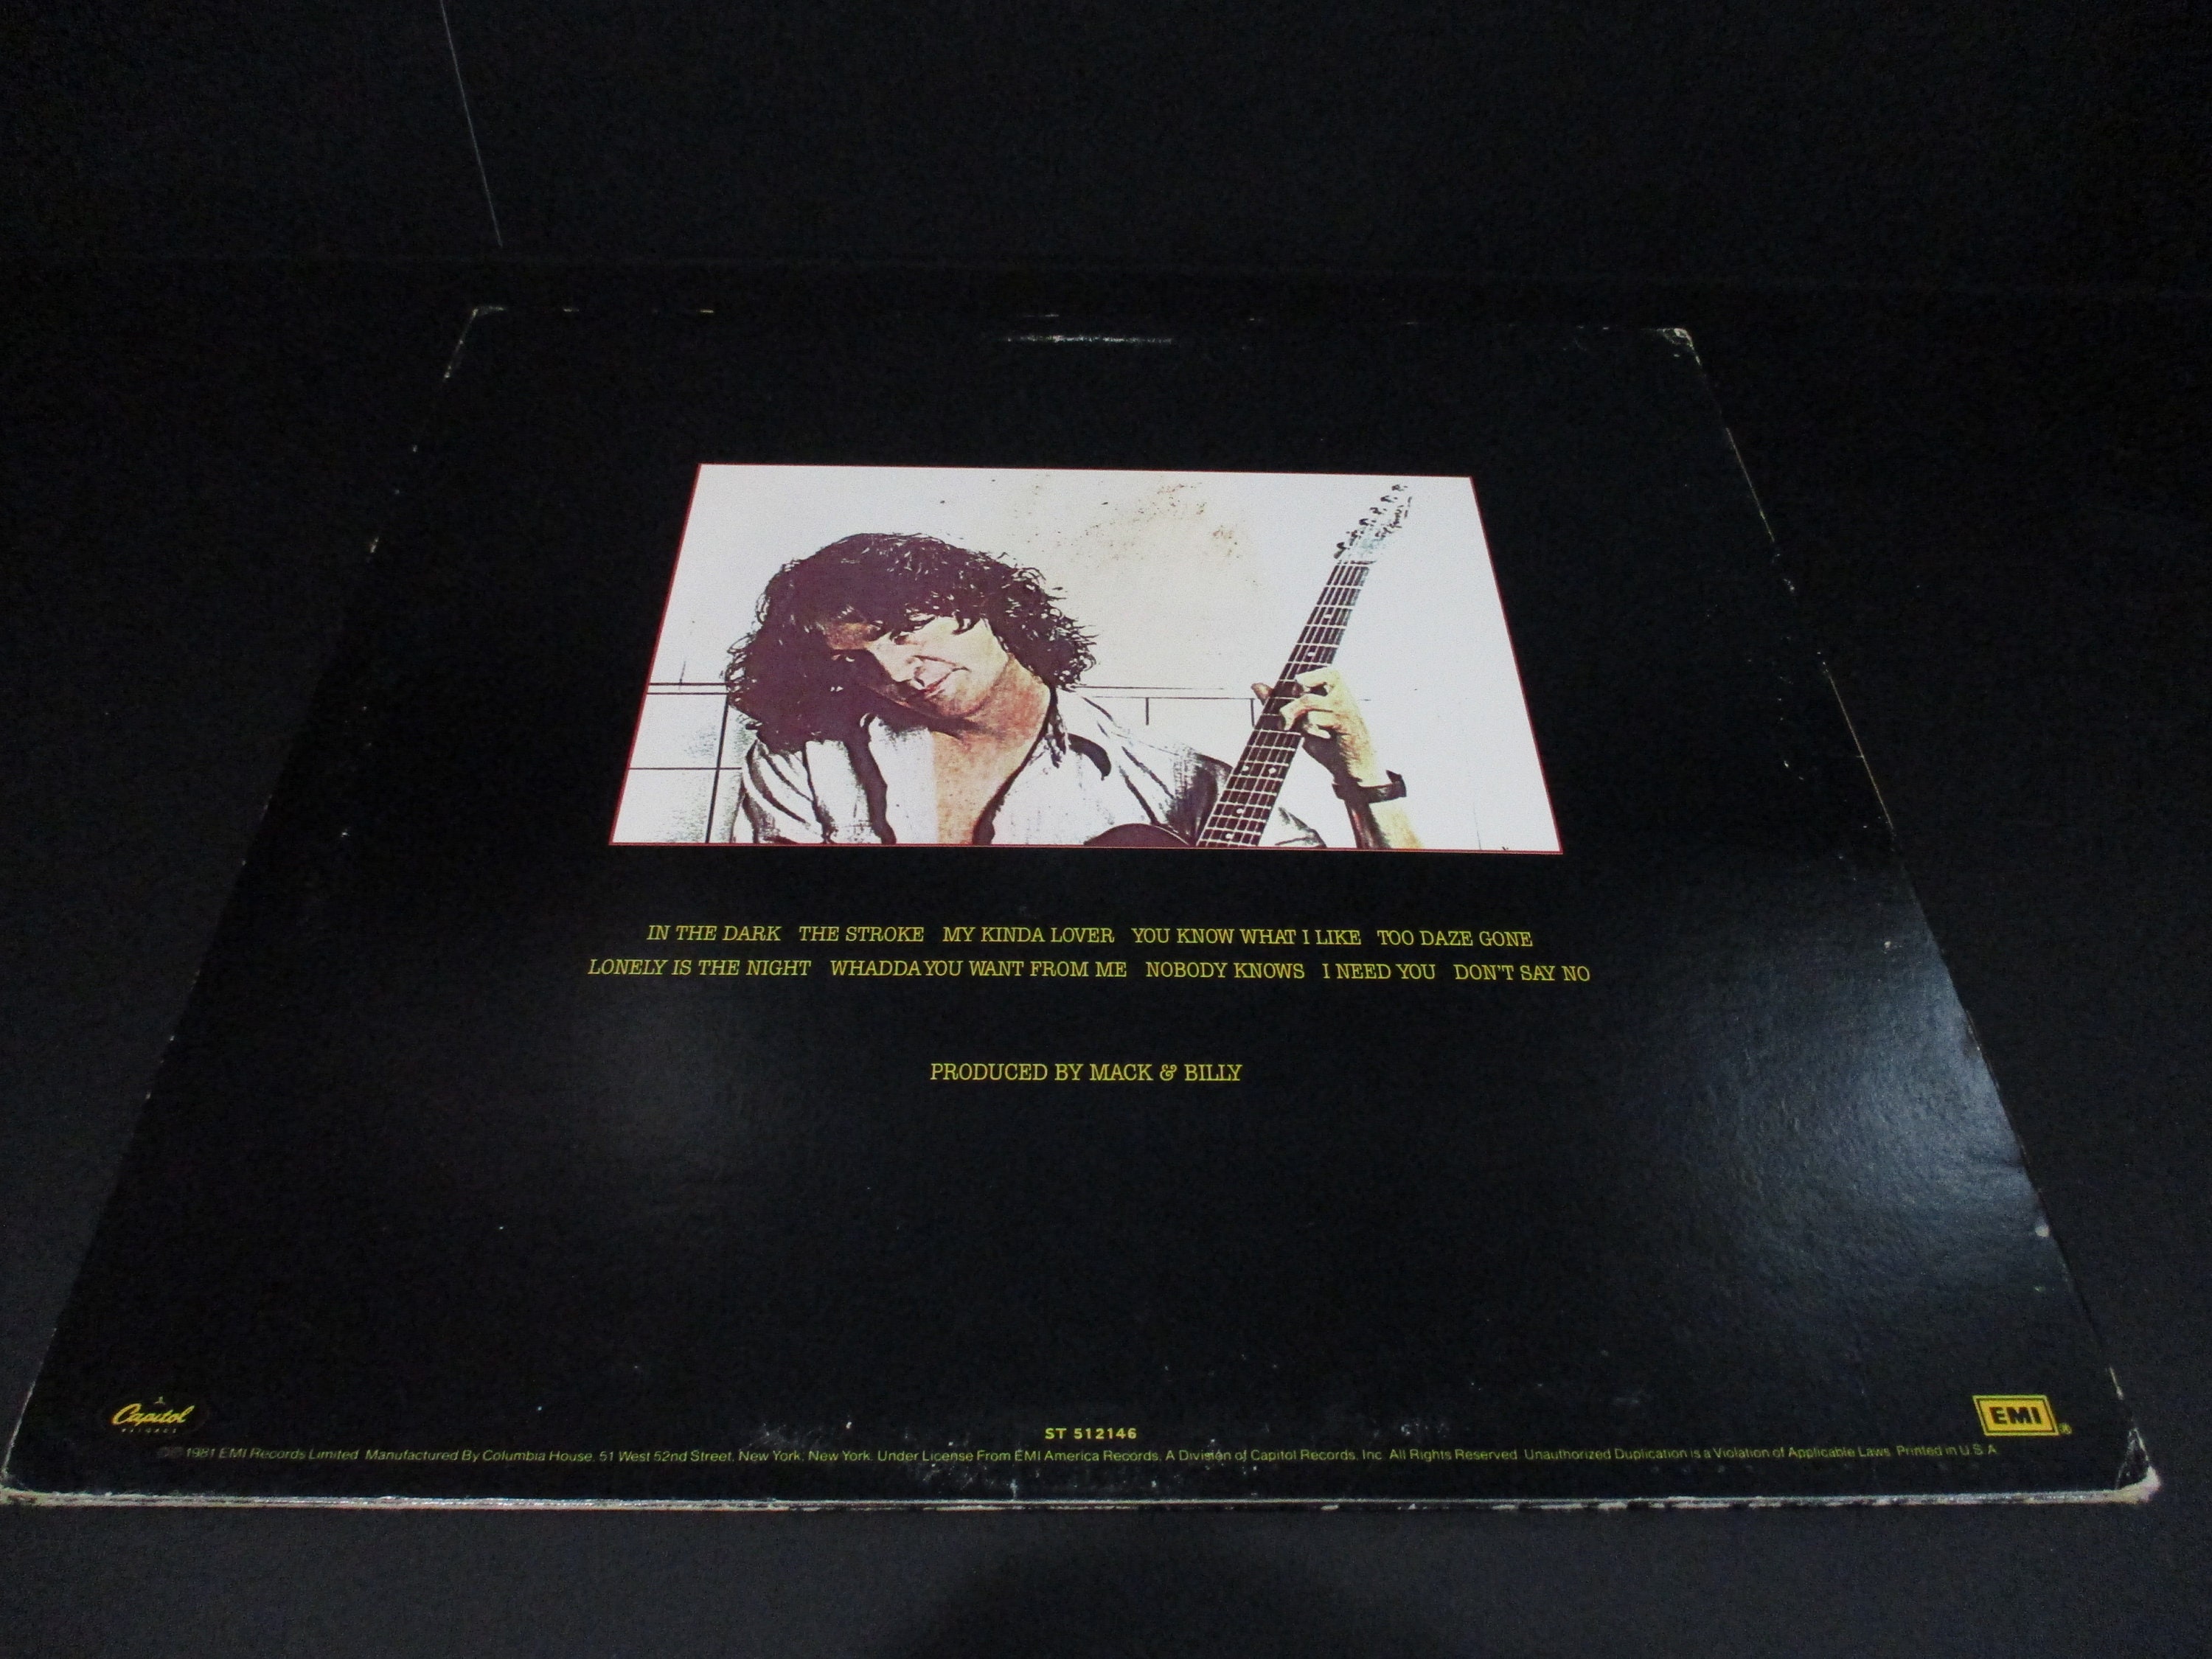 IN THE DARK THE STROKE MY KINDA LOVER YOU KNOW WHAT I LIKE TOO DAZE GONE
LONELY IS THE NIGHT WHADDA YOU WANT FROM ME NOBODY KNOWS I NEED YOU DON'T SAY NO
PRODUCED BY MACK & BILLY
Capitol
RECORDS
EMI®
ST 512146
℗© 1981 EMI Records Limited Manufactured By Columbia House, 51 West 52nd Street, New York, New York. Under License From EMI America Records, A Division of Capitol Records, Inc. All Rights Reserved. Unauthorized Duplication is a Violation of Applicable Laws. Printed in U.S.A.